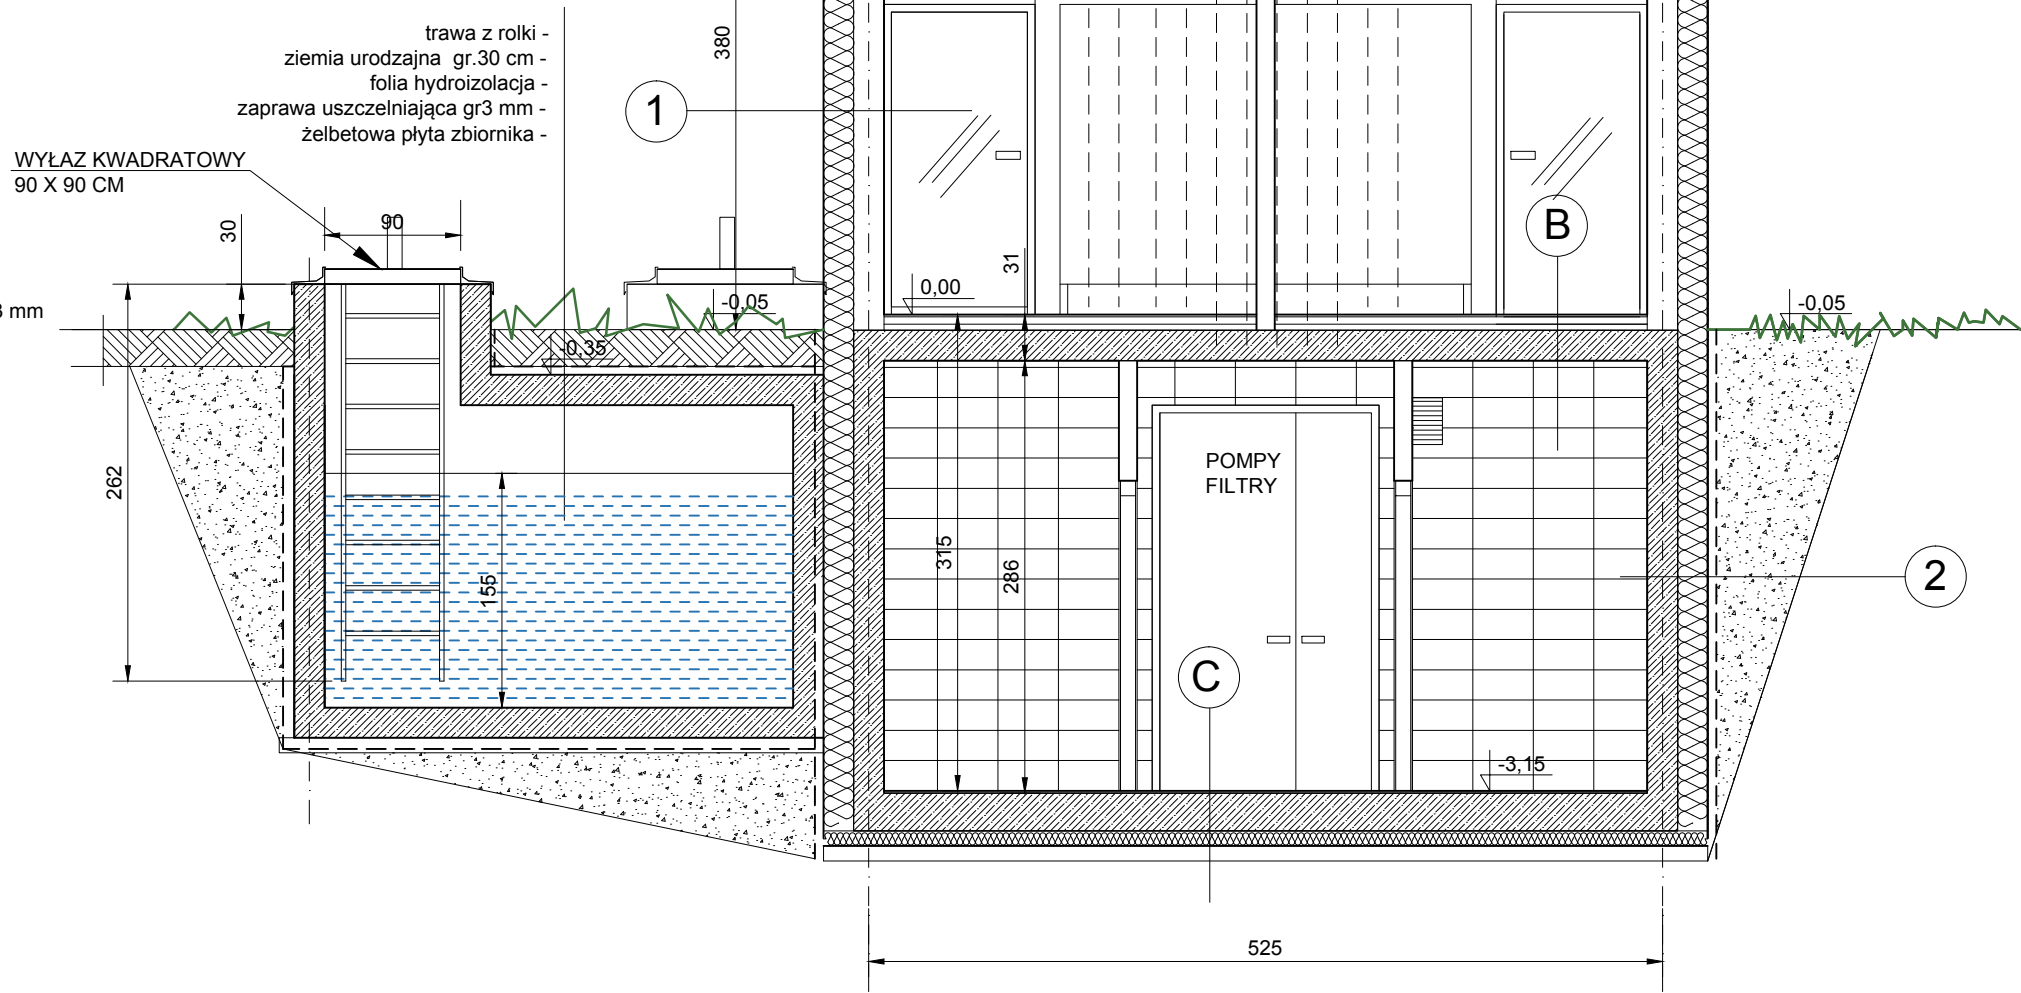 trawa z rolki -
ziemia urodzajna gr.30 cm -
folia hydroizolacja -
zaprawa uszczelniająca gr3 mm -
żelbetowa płyta zbiornika -
380
1
WYŁAZ KWADRATOWY
90 X 90 CM
30
90
B
31
0,00
-0,05
-0,05
3 mm
-0,35
262
155
315
286
POMPY
FILTRY
2
C
-3,15
525